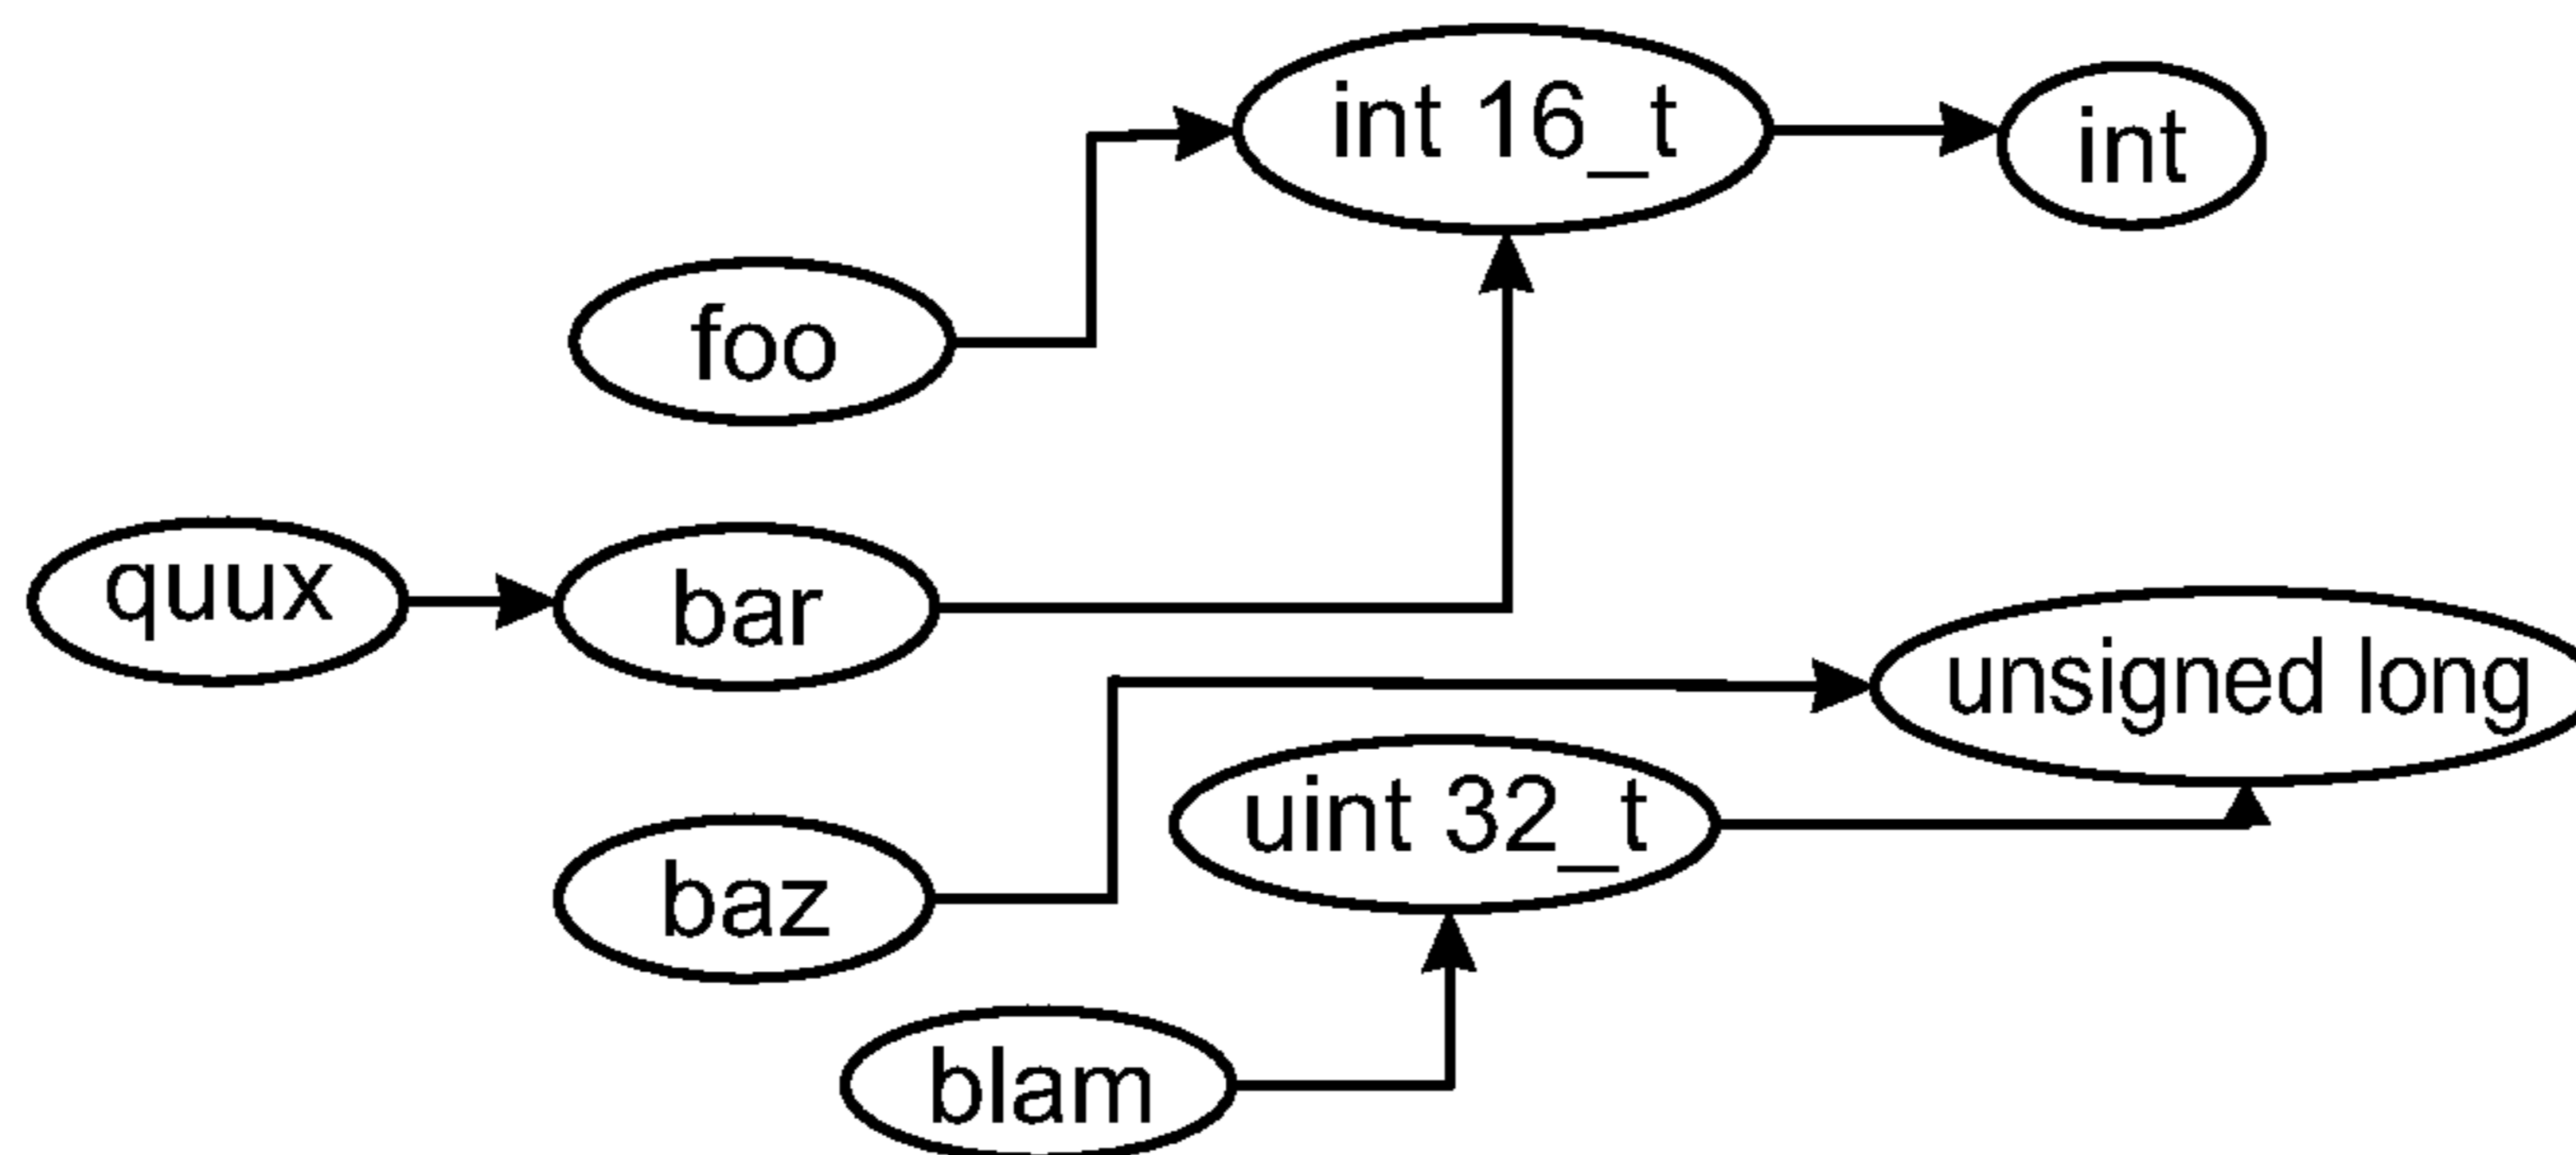 int 16_t
int
foo
quux
bar
unsigned long
uint 32_t
baz
blam